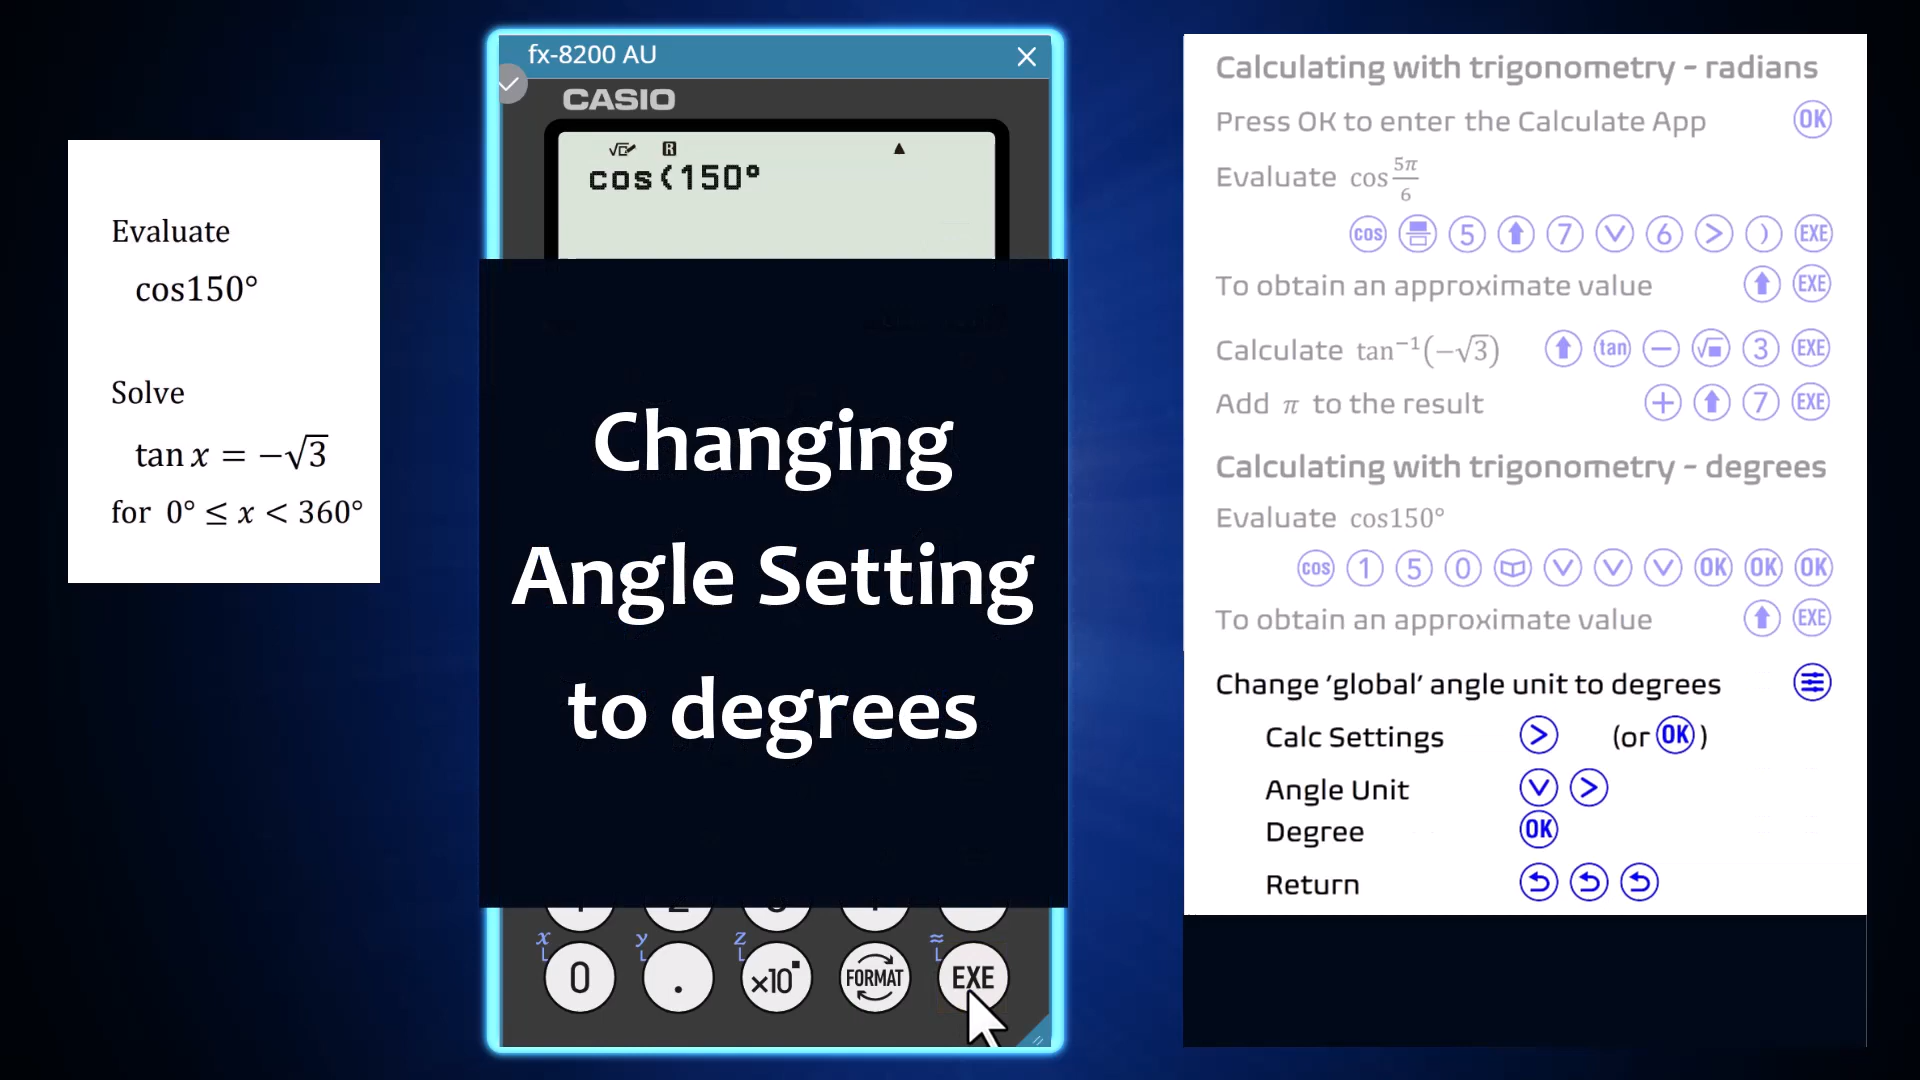 Evaluate
cos150°
Solve
tan x = −√3
for 0° ≤ x < 360°
fx-8200 AU
CASIO
R
cos(150°
Changing
Angle Setting
to degrees
x y z ≈
0 . ×10■ FORMAT EXE
Calculating with trigonometry - radians
Press OK to enter the Calculate App OK
Evaluate cos 5π/6
cos 5 7 6 > ) EXE
To obtain an approximate value EXE
Calculate tan⁻¹(−√3) tan − √■ 3 EXE
Add π to the result + 7 EXE
Calculating with trigonometry - degrees
Evaluate cos150°
cos 1 5 0 OK OK OK
To obtain an approximate value EXE
Change ‘global’ angle unit to degrees
Calc Settings > (or OK )
Angle Unit >
Degree OK
Return